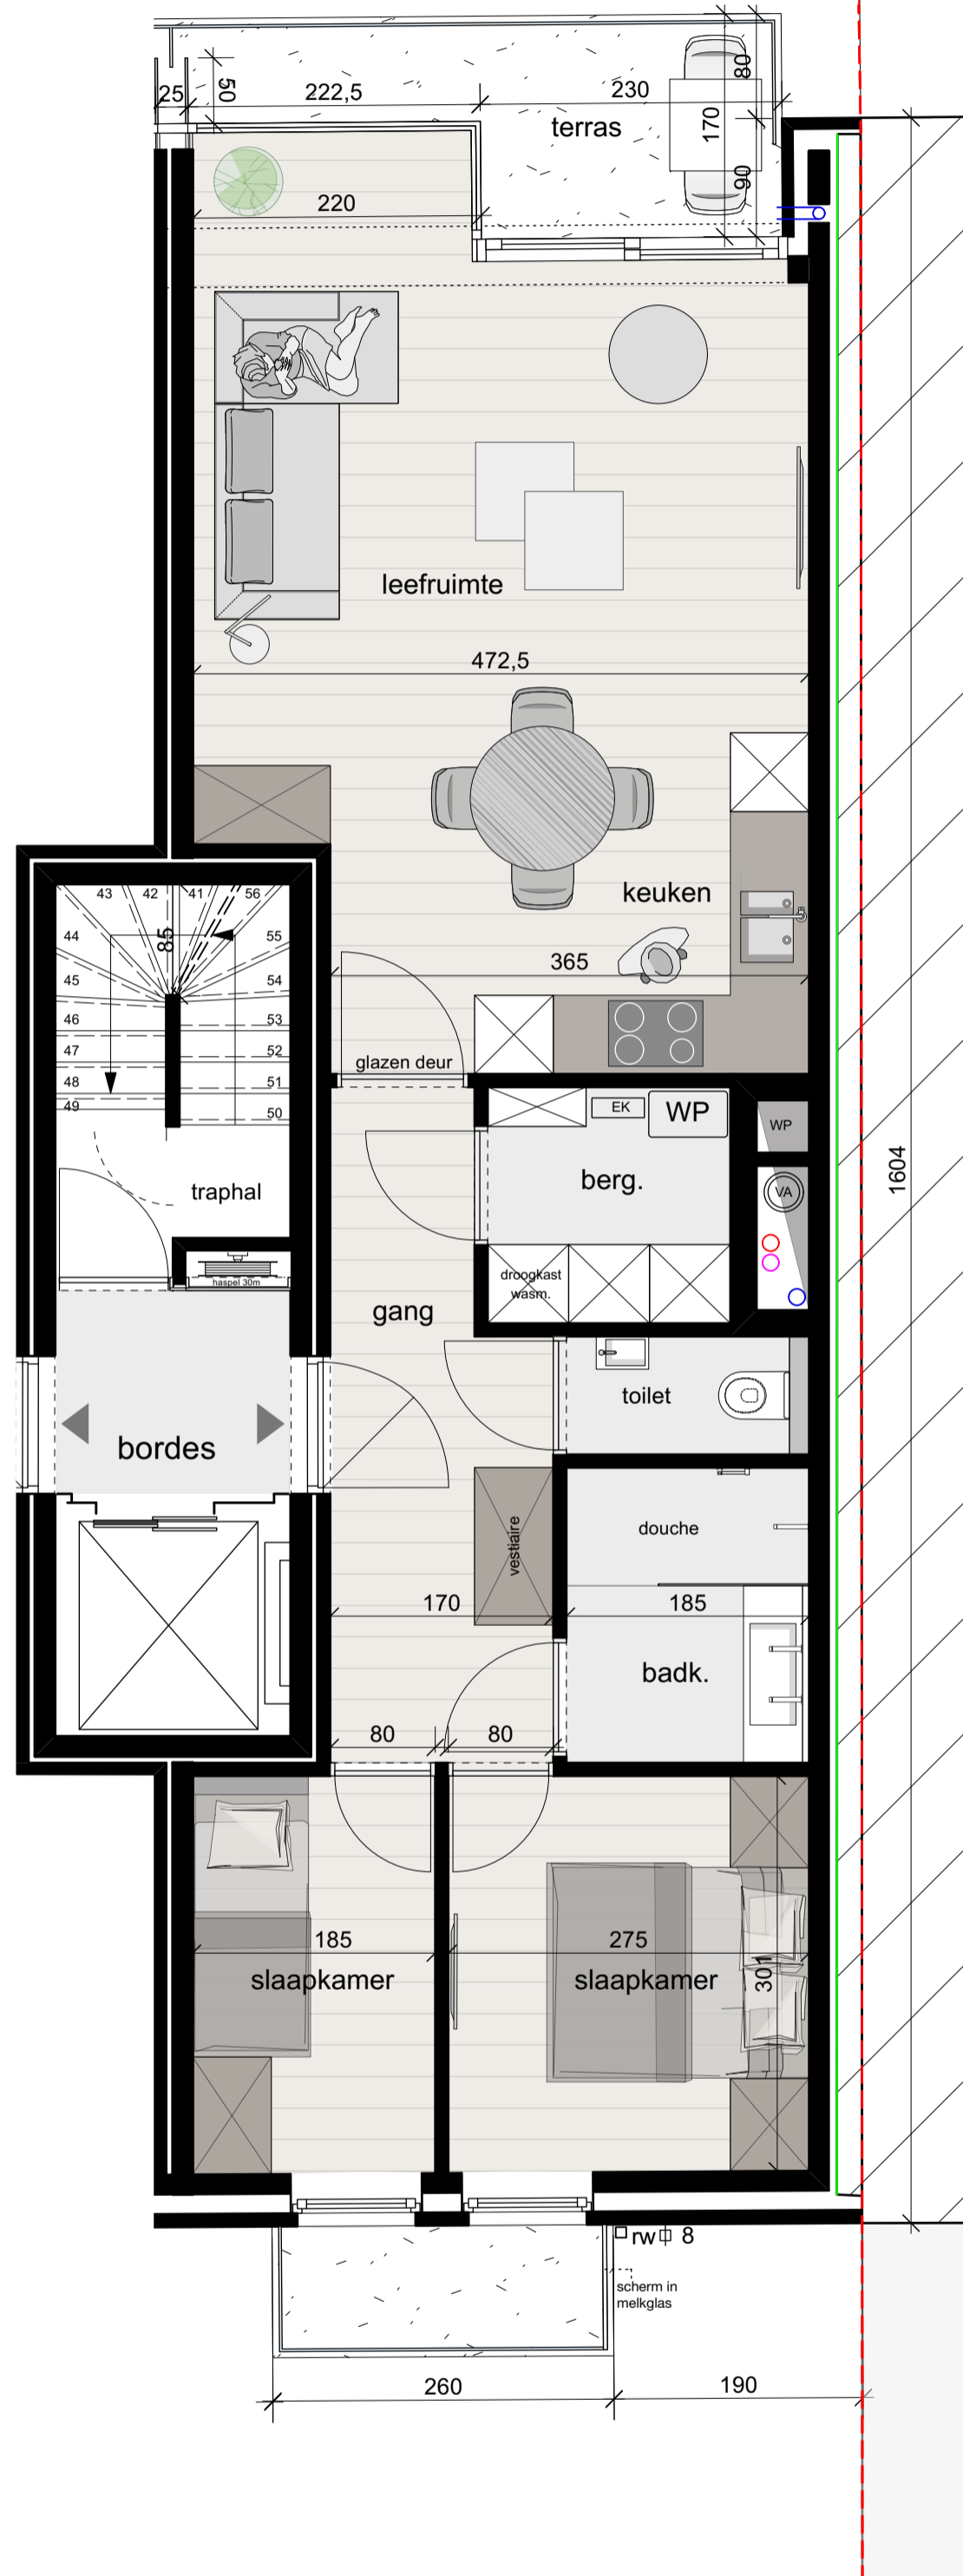 25
50
222,5
230
80
170
90
terras
220
leefruimte
472,5
keuken
365
43
42
41
56
44
85
55
45
54
46
53
47
52
48
51
49
50
glazen deur
EK
WP
WP
berg.
VA
1604
traphal
haspel 30m
droogkast
wasm.
gang
toilet
bordes
vestiaire
douche
170
185
badk.
80
80
185
275
301
slaapkamer
slaapkamer
rw
8
scherm in
melkglas
260
190